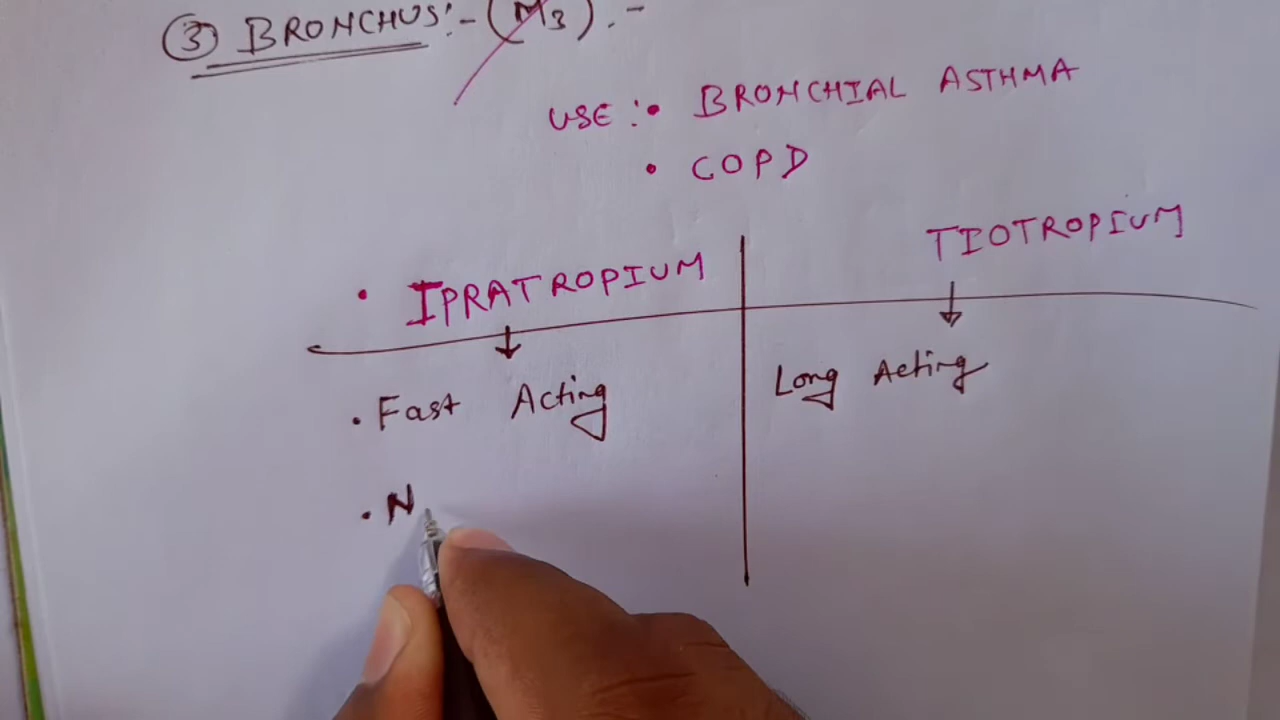 ③ BRONCHUS:- (M3).-
USE :• BRONCHIAL ASTHMA
• COPD
• IPRATROPIUM
TIOTROPIUM
↓ ↓
• Fast Acting
Long Acting
• N